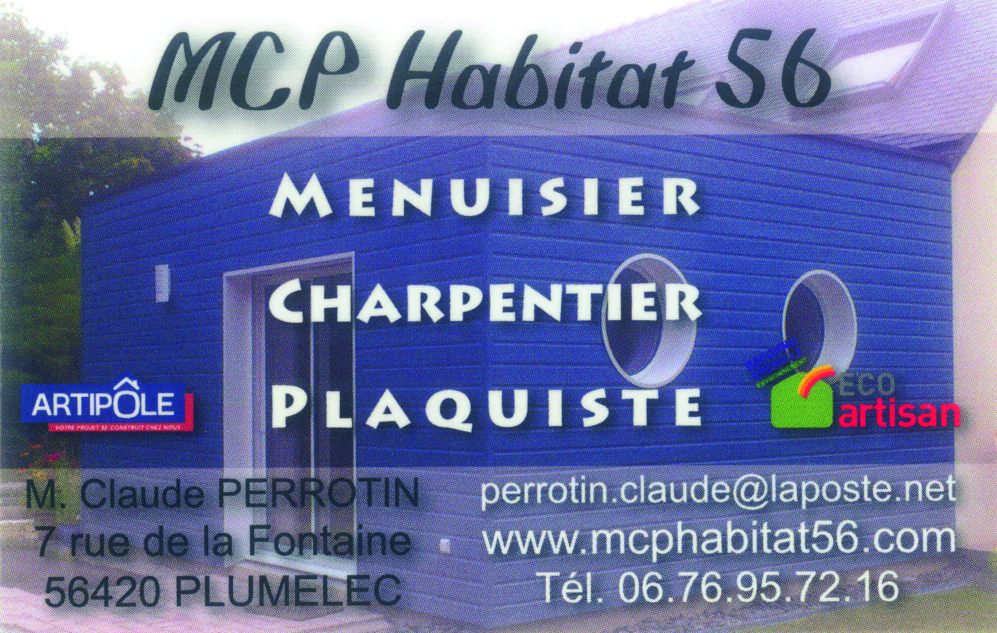 MCP Habitat 56
MENUISIER
CHARPENTIER
PLAQUISTE
ARTIPÔLE
VOTRE PROJET SE CONSTRUIT CHEZ NOUS
ENVIRONNEMENT
ECO
artisan
M. Claude PERROTIN
7 rue de la Fontaine
56420 PLUMELEC
perrotin.claude@laposte.net
www.mcphabitat56.com
Tél. 06.76.95.72.16